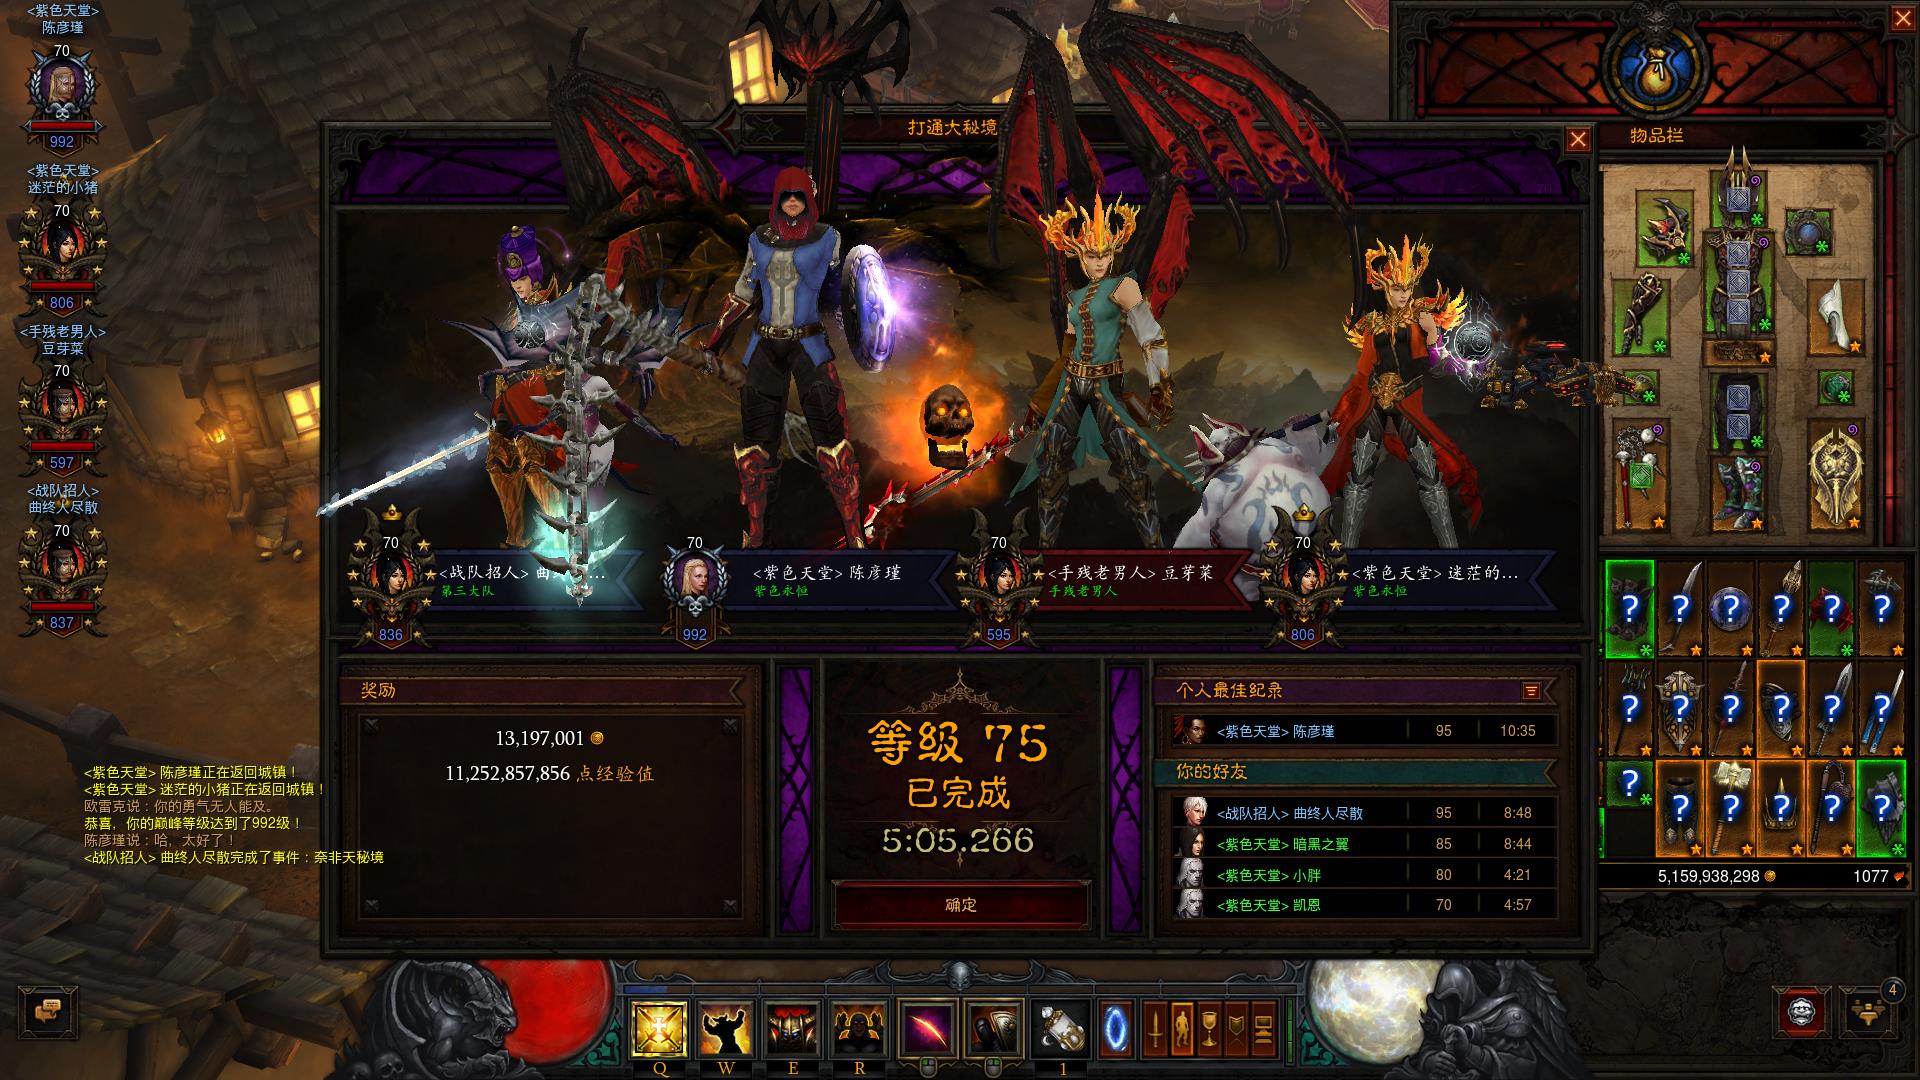 <紫色天堂>
陈彦瑾
70
992
<紫色天堂>
迷茫的小猪
70
806
<手残老男人>
豆芽菜
70
597
<战队招人>
曲终人尽散
70
837
打通大秘境
物品栏
70
<战队招人> 曲终...
第三大队
836
70
<紫色天堂> 陈彦瑾
紫色永恒
992
70
<手残老男人> 豆芽菜
手残老男人
595
70
<紫色天堂> 迷茫的...
紫色永恒
806
奖励
13,197,001
11,252,857,856 点经验值
等级 75
已完成
5:05.266
确定
个人最佳纪录
<紫色天堂> 陈彦瑾 95 10:35
你的好友
<战队招人> 曲终人尽散 95 8:48
<紫色天堂> 暗黑之翼 85 8:44
<紫色天堂> 小胖 80 4:21
<紫色天堂> 凯恩 70 4:57
? ? ? ? ? ?
? ? ? ? ? ?
? ? ? ? ? ?
5,159,938,298 1077
<紫色天堂> 陈彦瑾正在返回城镇！
<紫色天堂> 迷茫的小猪正在返回城镇！
欧雷克说：你的勇气无人能及。
恭喜，你的巅峰等级达到了992级！
陈彦瑾说：哈，太好了！
<战队招人> 曲终人尽散完成了事件：奈非天秘境
Q W E R 1
4